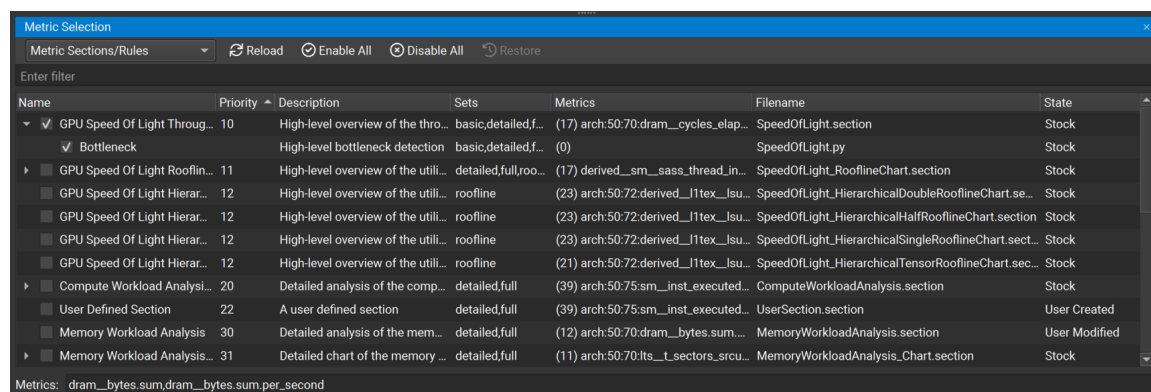 Metric Selection
Metric Sections/Rules Reload Enable All Disable All Restore
Enter filter
Name Priority Description Sets Metrics Filename State
GPU Speed Of Light Throug... 10 High-level overview of the thro... basic,detailed,f... (17) arch:50:70:dram__cycles_elap... SpeedOfLight.section Stock
Bottleneck High-level bottleneck detection basic,detailed,f... (0) SpeedOfLight.py Stock
GPU Speed Of Light Rooflin... 11 High-level overview of the utili... detailed,full,roo... (17) derived__sm__sass_thread_in... SpeedOfLight_RooflineChart.section Stock
GPU Speed Of Light Hierar... 12 High-level overview of the utili... roofline (23) arch:50:72:derived__l1tex__lsu... SpeedOfLight_HierarchicalDoubleRooflineChart.se... Stock
GPU Speed Of Light Hierar... 12 High-level overview of the utili... roofline (23) arch:50:72:derived__l1tex__lsu... SpeedOfLight_HierarchicalHalfRooflineChart.section Stock
GPU Speed Of Light Hierar... 12 High-level overview of the utili... roofline (23) arch:50:72:derived__l1tex__lsu... SpeedOfLight_HierarchicalSingleRooflineChart.sect... Stock
GPU Speed Of Light Hierar... 12 High-level overview of the utili... roofline (21) arch:50:72:derived__l1tex__lsu... SpeedOfLight_HierarchicalTensorRooflineChart.sec... Stock
Compute Workload Analysi... 20 Detailed analysis of the comp... detailed,full (39) arch:50:75:sm__inst_executed... ComputeWorkloadAnalysis.section Stock
User Defined Section 22 A user defined section detailed,full (39) arch:50:75:sm__inst_executed... UserSection.section User Created
Memory Workload Analysis 30 Detailed analysis of the mem... detailed,full (12) arch:50:70:dram__bytes.sum.... MemoryWorkloadAnalysis.section User Modified
Memory Workload Analysis... 31 Detailed chart of the memory ... detailed,full (11) arch:50:70:lts__t_sectors_srcu... MemoryWorkloadAnalysis_Chart.section Stock
Metrics: dram__bytes.sum,dram__bytes.sum.per_second